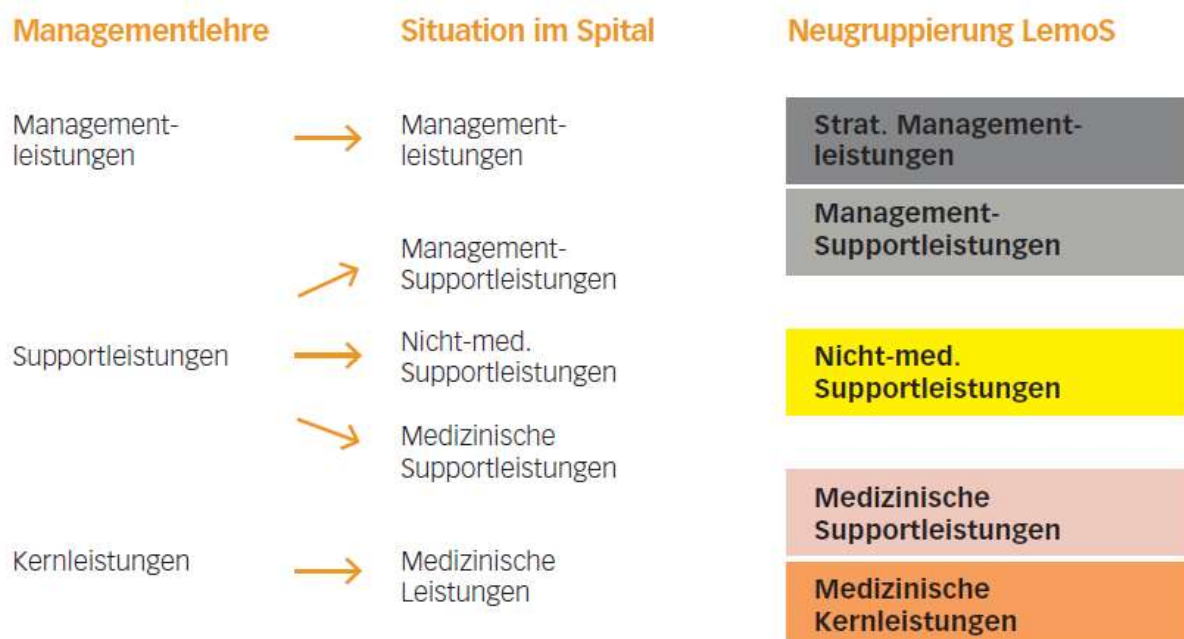 Managementlehre
Situation im Spital
Neugruppierung LemoS
Management-
leistungen
Management-
leistungen
Strat. Management-
leistungen
Management-
Supportleistungen
Management-
Supportleistungen
Supportleistungen
Nicht-med.
Supportleistungen
Nicht-med.
Supportleistungen
Medizinische
Supportleistungen
Medizinische
Supportleistungen
Kernleistungen
Medizinische
Leistungen
Medizinische
Kernleistungen